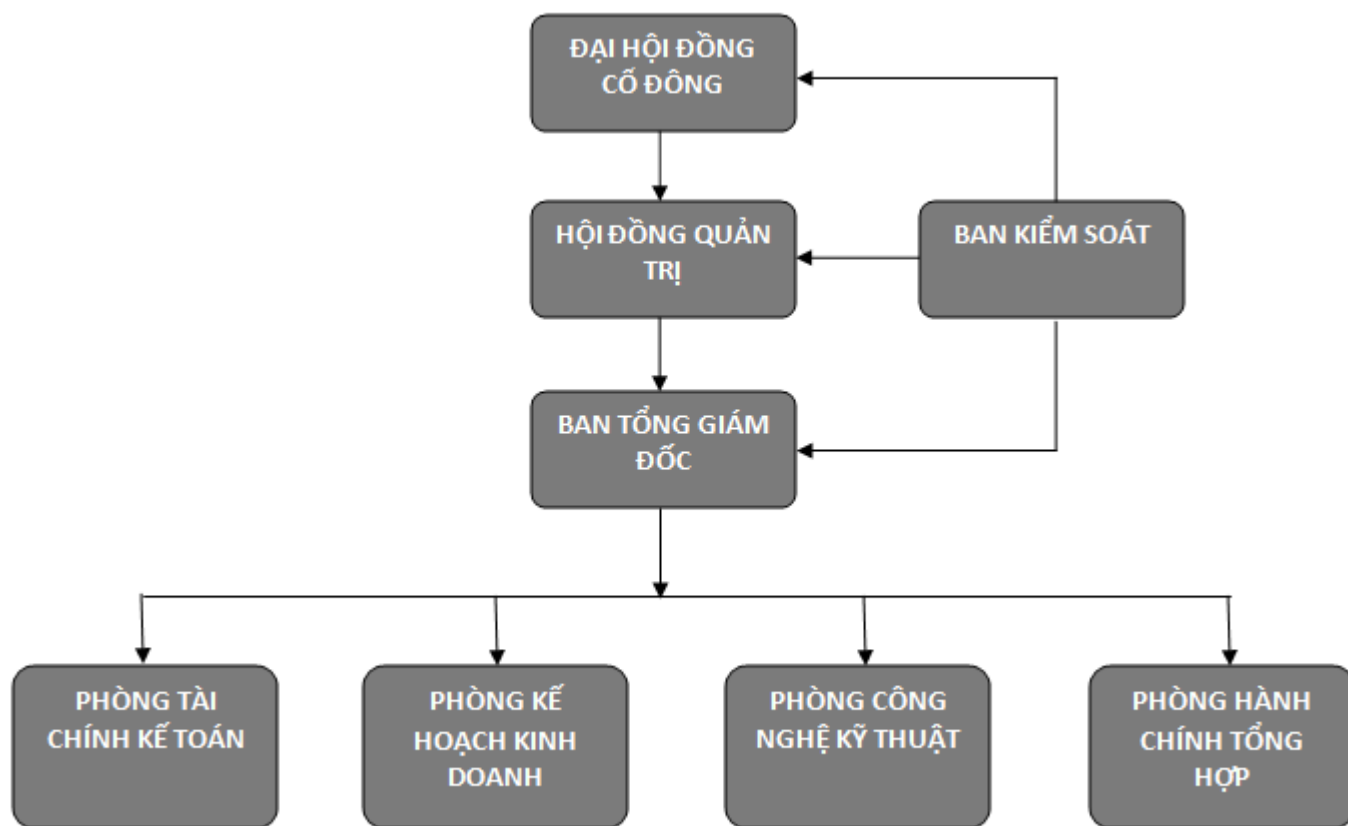 ĐẠI HỘI ĐỒNG
CỐ ĐÔNG
HỘI ĐỒNG QUẢN
TRỊ
BAN KIỂM SOÁT
BAN TỔNG GIÁM
ĐỐC
PHÒNG TÀI
CHÍNH KẾ TOÁN
PHÒNG KẾ
HOẠCH KINH
DOANH
PHÒNG CÔNG
NGHỆ KỸ THUẬT
PHÒNG HÀNH
CHÍNH TỔNG
HỢP